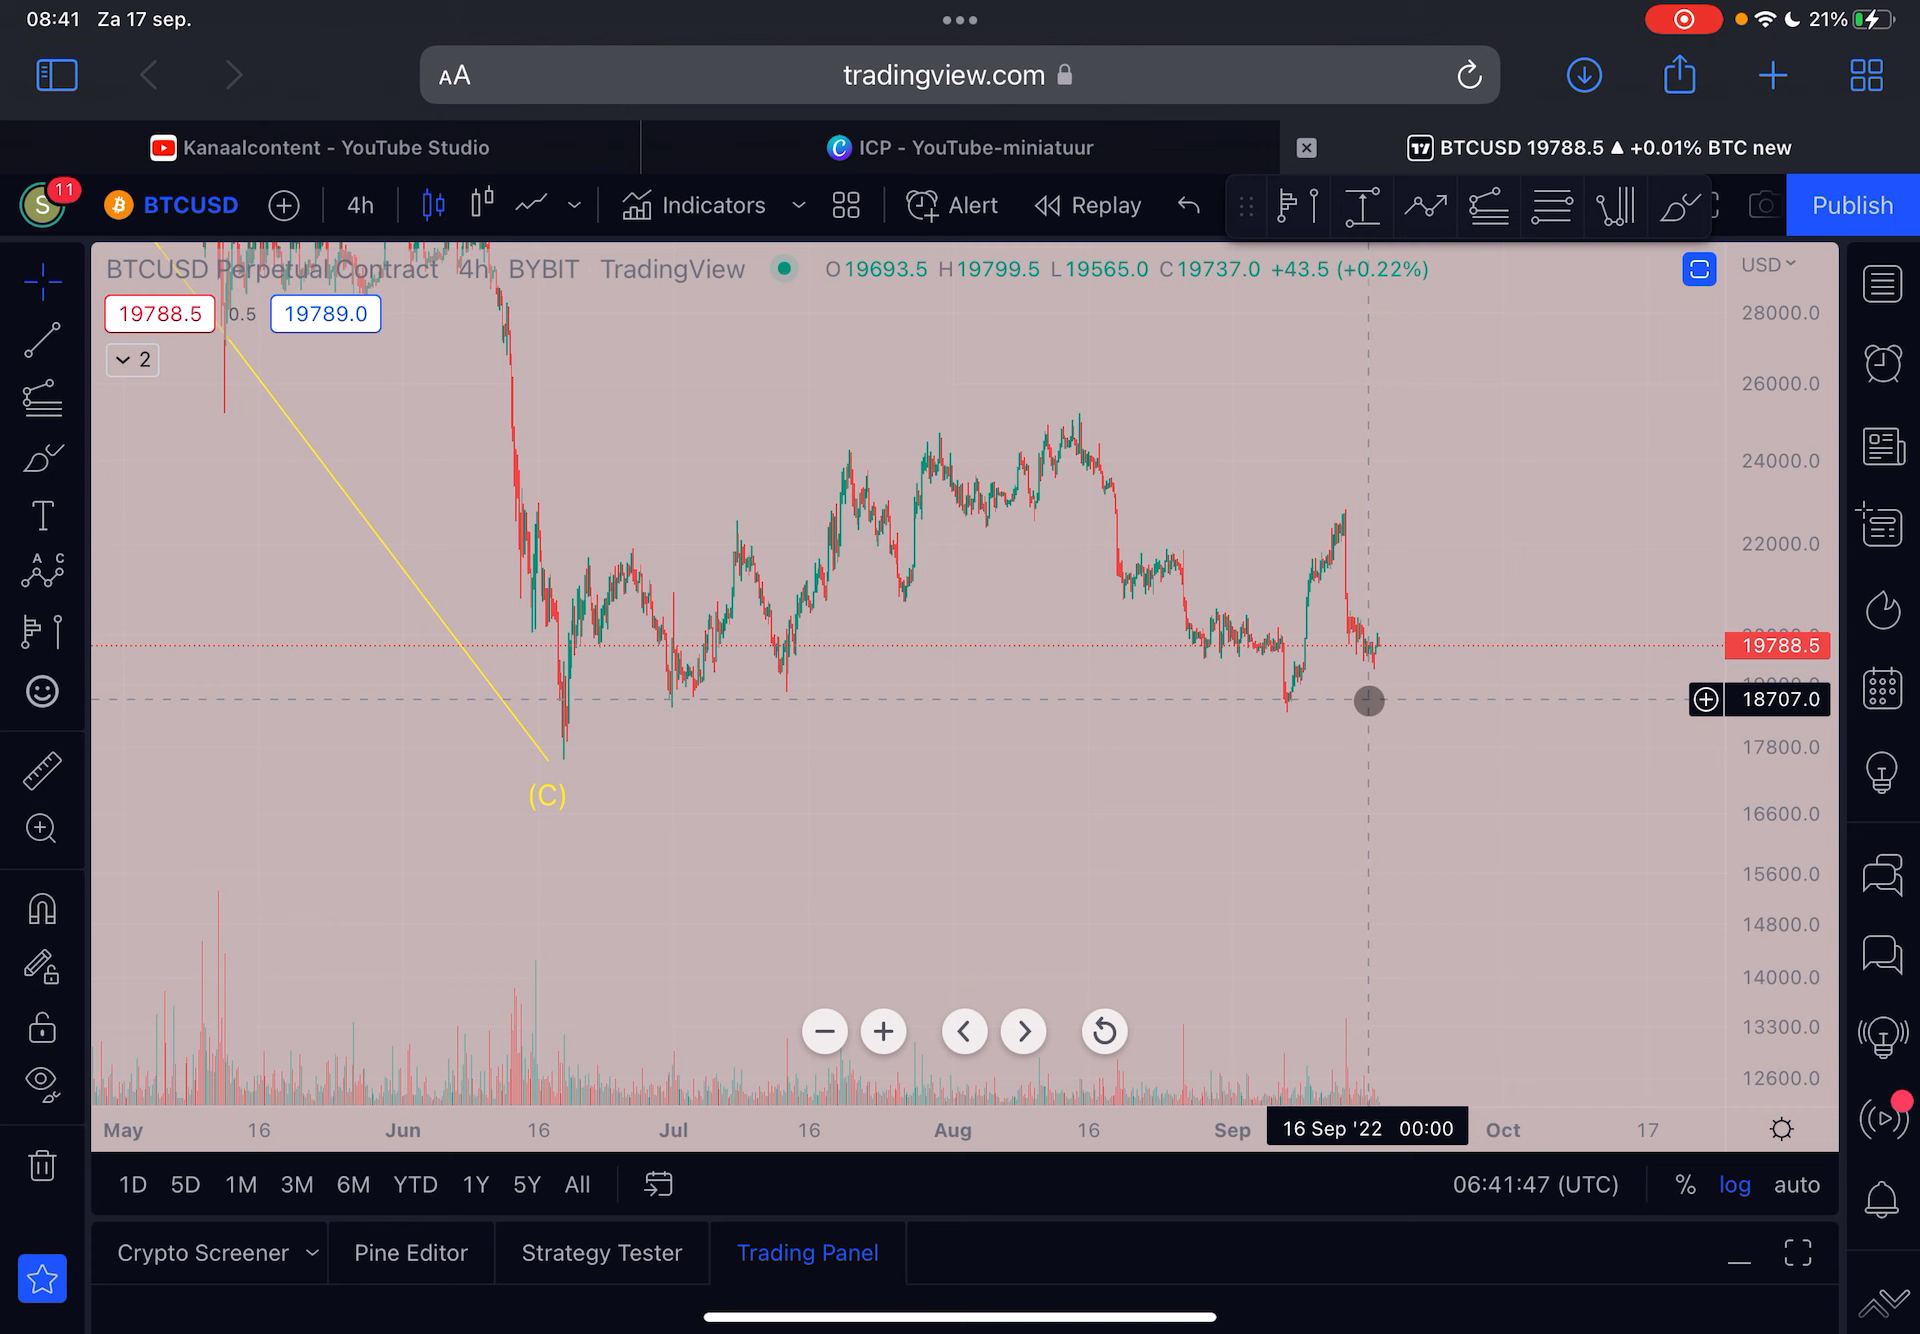 08:41 Za 17 sep.
21%
AA
tradingview.com
Kanaalcontent - YouTube Studio
ICP - YouTube-miniatuur
BTCUSD 19788.5 ▲ +0.01% BTC new
S
11
BTCUSD
4h
Indicators
Alert
Replay
Publish
BTCUSD Perpetual Contract 4h BYBIT TradingView
O19693.5 H19799.5 L19565.0 C19737.0 +43.5 (+0.22%)
USD
19788.5
0.5
19789.0
2
28000.0
26000.0
24000.0
22000.0
19788.5
18707.0
17800.0
16600.0
15600.0
14800.0
14000.0
13300.0
12600.0
(C)
May
16
Jun
16
Jul
16
Aug
16
Sep
16 Sep '22 00:00
Oct
17
1D
5D
1M
3M
6M
YTD
1Y
5Y
All
06:41:47 (UTC)
%
log
auto
Crypto Screener
Pine Editor
Strategy Tester
Trading Panel